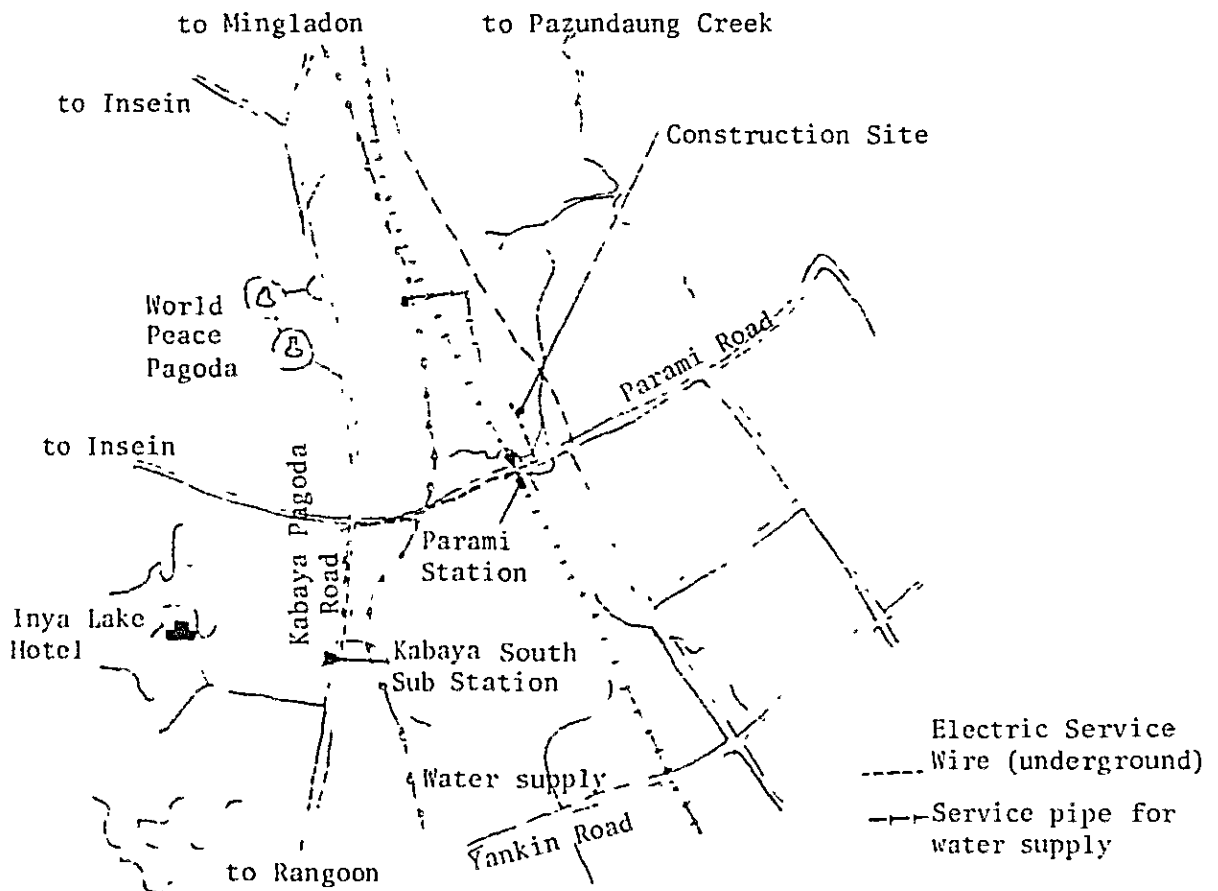 to Mingladon
to Pazundaung Creek
to Insein
Construction Site
World
Peace
Pagoda
Parami Road
to Insein
Kabaya Pagoda
Road
Parami
Station
Inya Lake
Hotel
Kabaya South
Sub Station
Electric Service
Wire (underground)
Water supply
Service pipe for
water supply
Yankin Road
to Rangoon